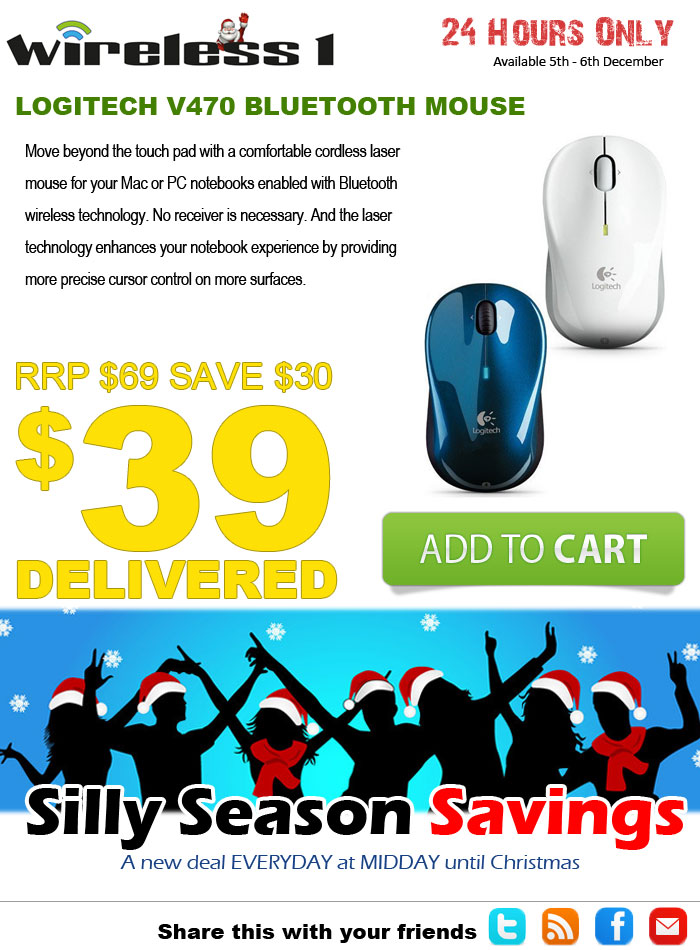 wireless 1
24 HOURS ONLY
Available 5th - 6th December
LOGITECH V470 BLUETOOTH MOUSE
Move beyond the touch pad with a comfortable cordless laser
mouse for your Mac or PC notebooks enabled with Bluetooth
wireless technology. No receiver is necessary. And the laser
technology enhances your notebook experience by providing
more precise cursor control on more surfaces.
Logitech
Logitech
RRP $69 SAVE $30
$39
DELIVERED
ADD TO CART
Silly Season Savings
A new deal EVERYDAY at MIDDAY until Christmas
Share this with your friends